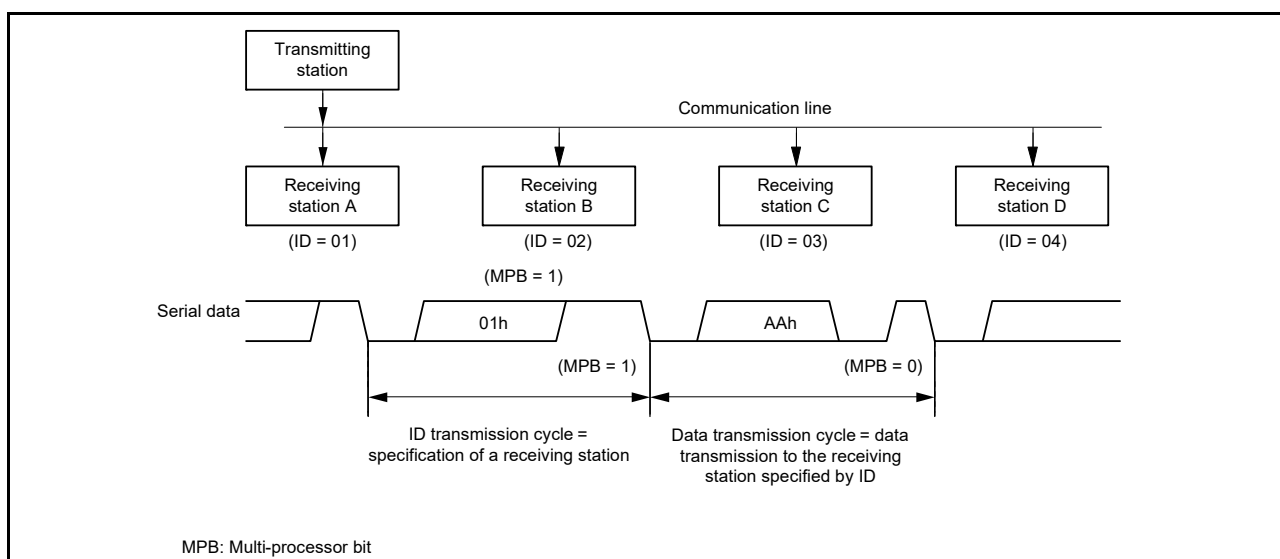 Transmitting
station
Communication line
Receiving
station A
Receiving
station B
Receiving
station C
Receiving
station D
(ID = 01)
(ID = 02)
(ID = 03)
(ID = 04)
(MPB = 1)
Serial data
01h
AAh
(MPB = 1)
(MPB = 0)
ID transmission cycle =
specification of a receiving station
Data transmission cycle = data
transmission to the receiving
station specified by ID
MPB: Multi-processor bit